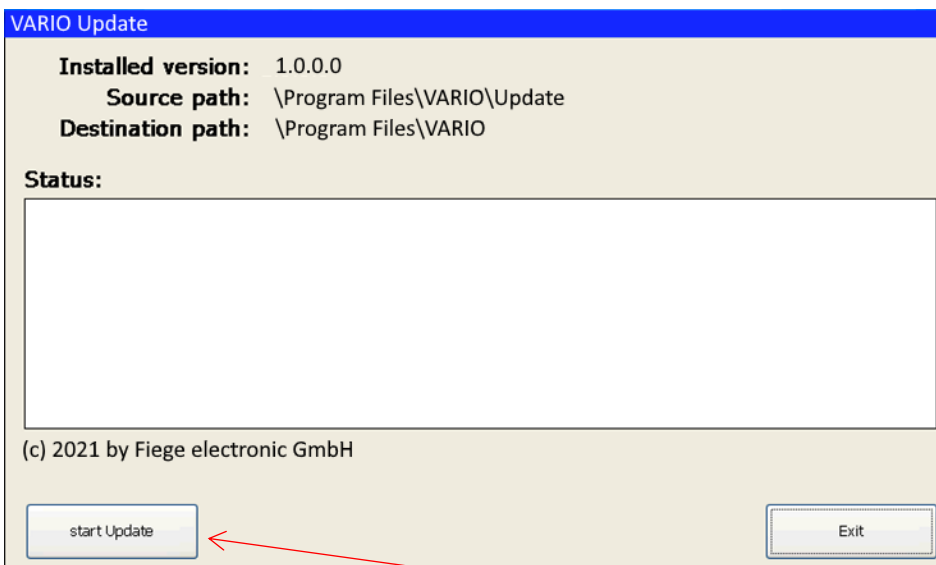 VARIO Update
Installed version: 1.0.0.0
Source path: \Program Files\VARIO\Update
Destination path: \Program Files\VARIO
Status:
(c) 2021 by Fiege electronic GmbH
start Update
Exit